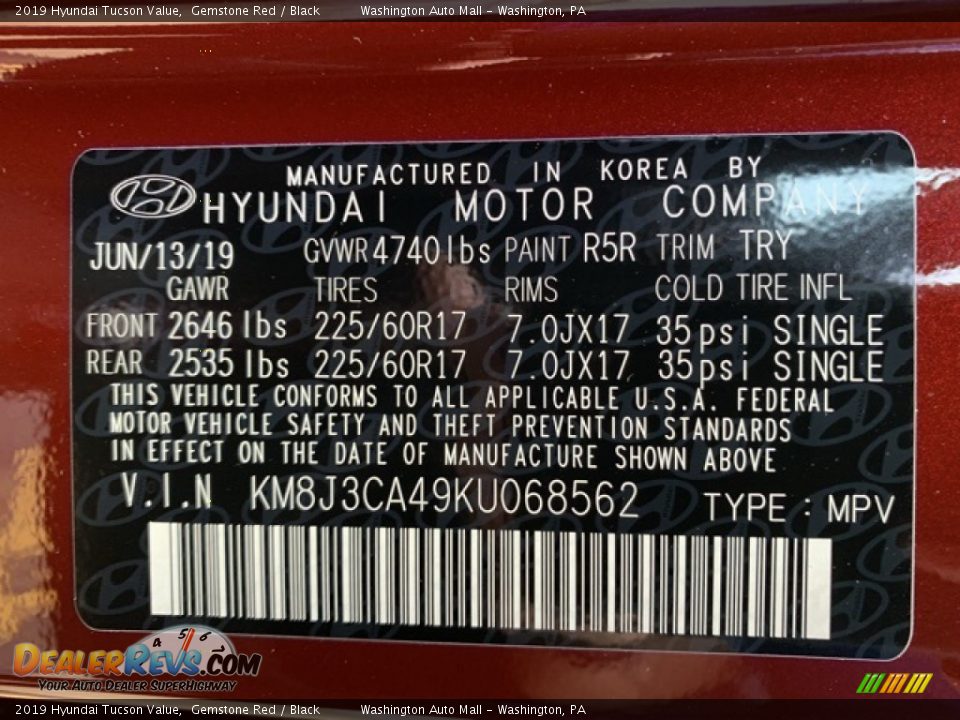 2019 Hyundai Tucson Value, Gemstone Red / Black Washington Auto Mall - Washington, PA
MANUFACTURED IN KOREA BY
HYUNDAI MOTOR COMPANY
JUN/13/19 GVWR 4740lbs PAINT R5R TRIM TRY
GAWR TIRES RIMS COLD TIRE INFL
FRONT 2646 lbs 225/60R17 7.0JX17 35psi SINGLE
REAR 2535 lbs 225/60R17 7.0JX17 35psi SINGLE
THIS VEHICLE CONFORMS TO ALL APPLICABLE U.S.A. FEDERAL
MOTOR VEHICLE SAFETY AND THEFT PREVENTION STANDARDS
IN EFFECT ON THE DATE OF MANUFACTURE SHOWN ABOVE
V.I.N KM8J3CA49KU068562 TYPE : MPV
4 5 6
DEALERREVS.COM
YOUR AUTO DEALER SUPERHIGHWAY
2019 Hyundai Tucson Value, Gemstone Red / Black Washington Auto Mall - Washington, PA